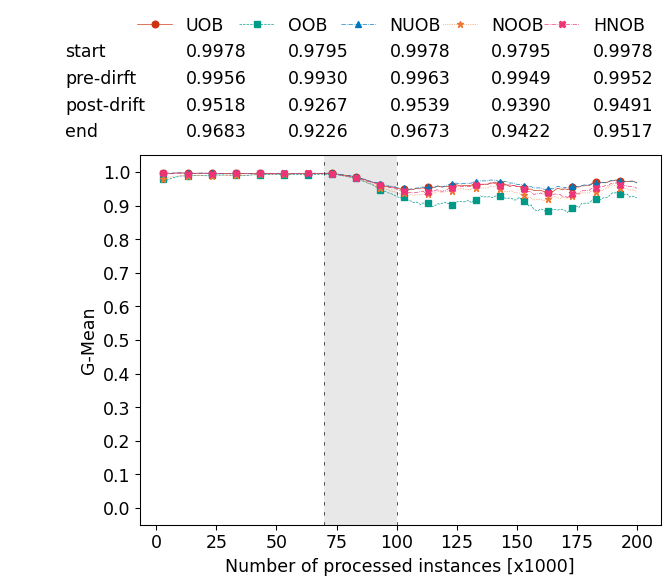 UOB OOB NUOB NOOB HNOB
start 0.9978 0.9795 0.9978 0.9795 0.9978
pre-dirft 0.9956 0.9930 0.9963 0.9949 0.9952
post-drift 0.9518 0.9267 0.9539 0.9390 0.9491
end 0.9683 0.9226 0.9673 0.9422 0.9517
1.0
0.9
0.8
0.7
0.6
0.5
0.4
0.3
0.2
0.1
0.0
G-Mean
0 25 50 75 100 125 150 175 200
Number of processed instances [x1000]